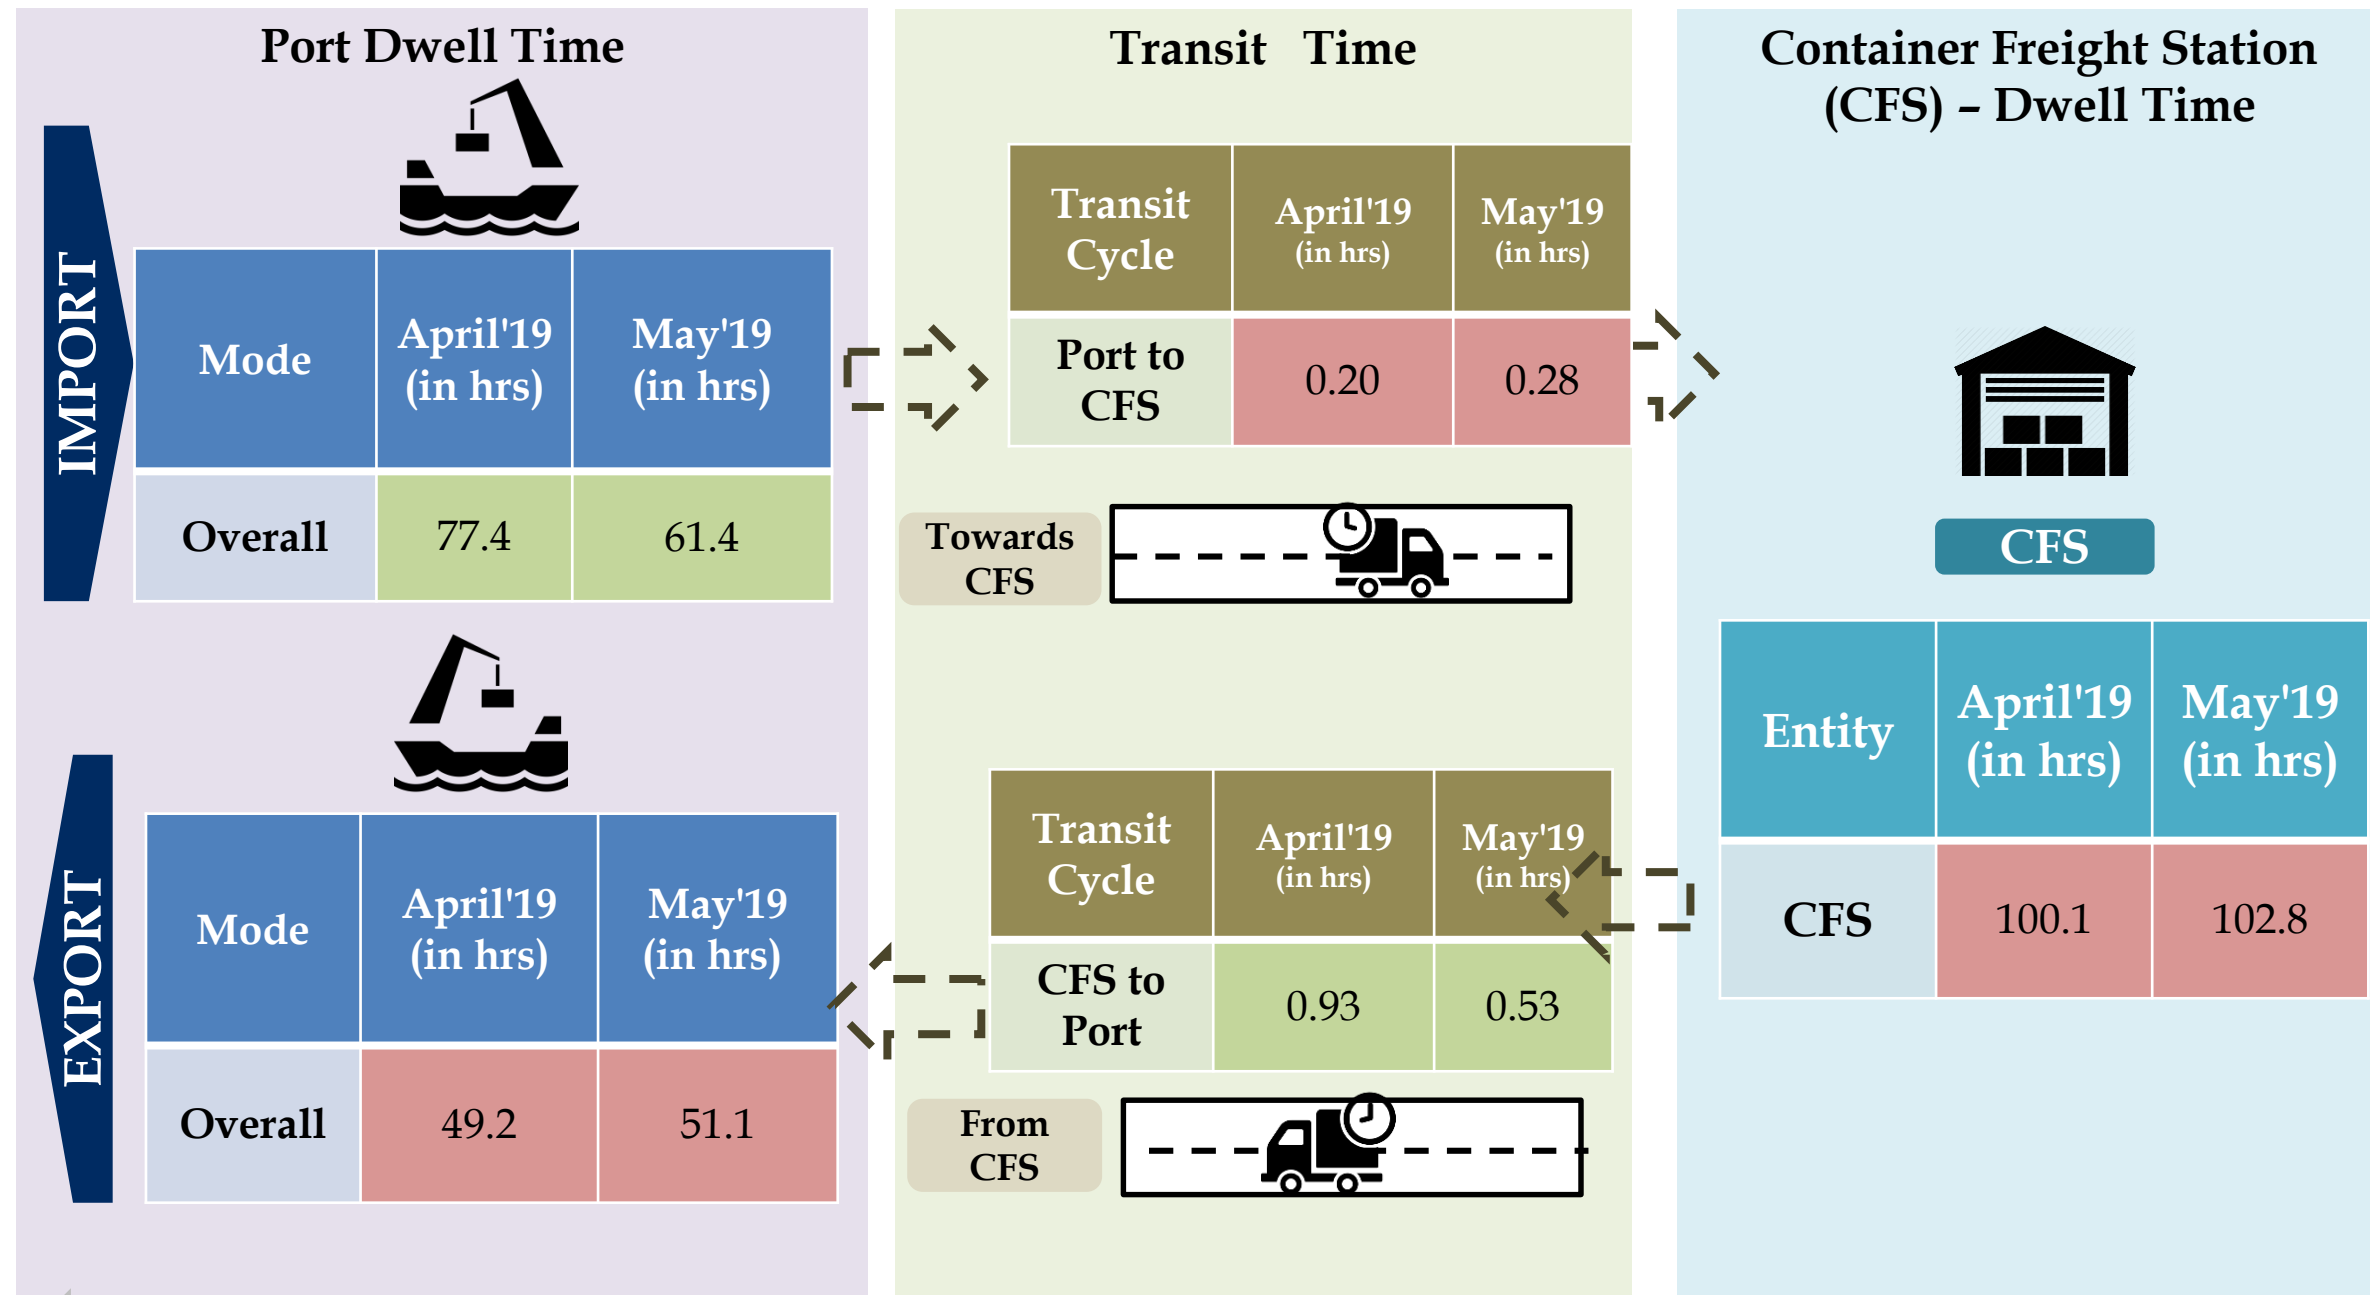 Port Dwell Time
IMPORT
Mode April'19 (in hrs) May'19 (in hrs)
Overall 77.4 61.4
EXPORT
Mode April'19 (in hrs) May'19 (in hrs)
Overall 49.2 51.1
Transit Time
Transit Cycle April'19 (in hrs) May'19 (in hrs)
Port to CFS 0.20 0.28
Towards
CFS
Transit Cycle April'19 (in hrs) May'19 (in hrs)
CFS to Port 0.93 0.53
From
CFS
Container Freight Station
(CFS) – Dwell Time
CFS
Entity April'19 (in hrs) May'19 (in hrs)
CFS 100.1 102.8